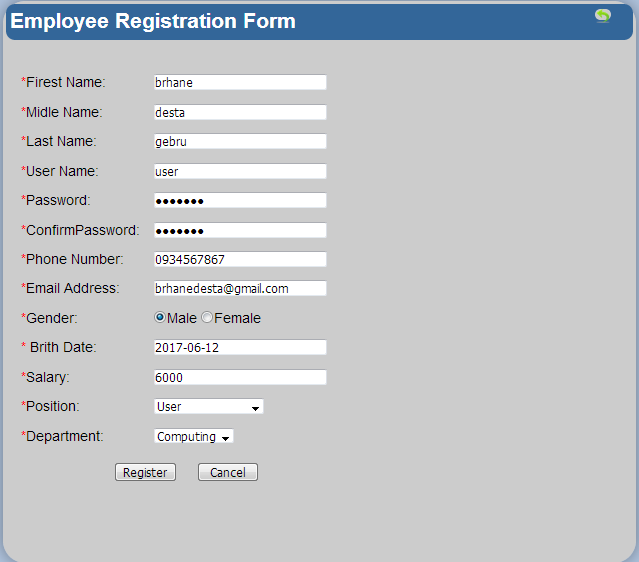 Employee Registration Form
*Firest Name: brhane
*Midle Name: desta
*Last Name: gebru
*User Name: user
*Password: ●●●●●●●
*ConfirmPassword: ●●●●●●●
*Phone Number: 0934567867
*Email Address: brhanedesta@gmail.com
*Gender: Male Female
* Brith Date: 2017-06-12
*Salary: 6000
*Position: User
*Department: Computing
Register Cancel